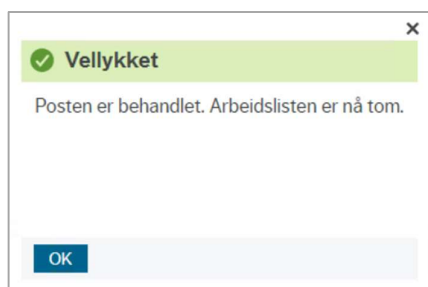 Vellykket
Posten er behandlet. Arbeidslisten er nå tom.
OK